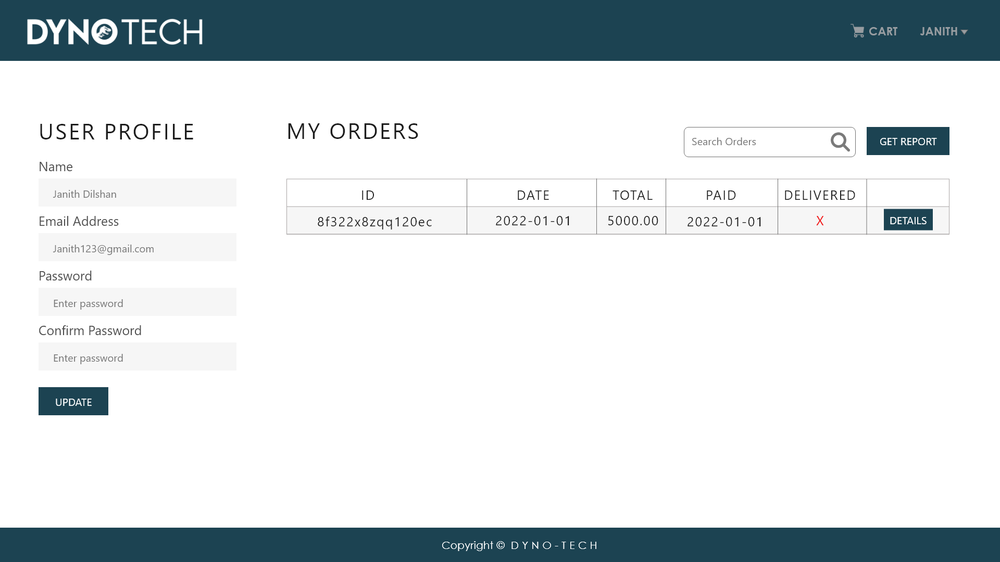 DYNOTECH
CART JANITH
USER PROFILE
Name
Janith Dilshan
Email Address
Janith123@gmail.com
Password
Enter password
Confirm Password
Enter password
UPDATE
MY ORDERS
Search Orders
GET REPORT
ID DATE TOTAL PAID DELIVERED
8f322x8zqq120ec 2022-01-01 5000.00 2022-01-01 X DETAILS
Copyright © DYNO-TECH